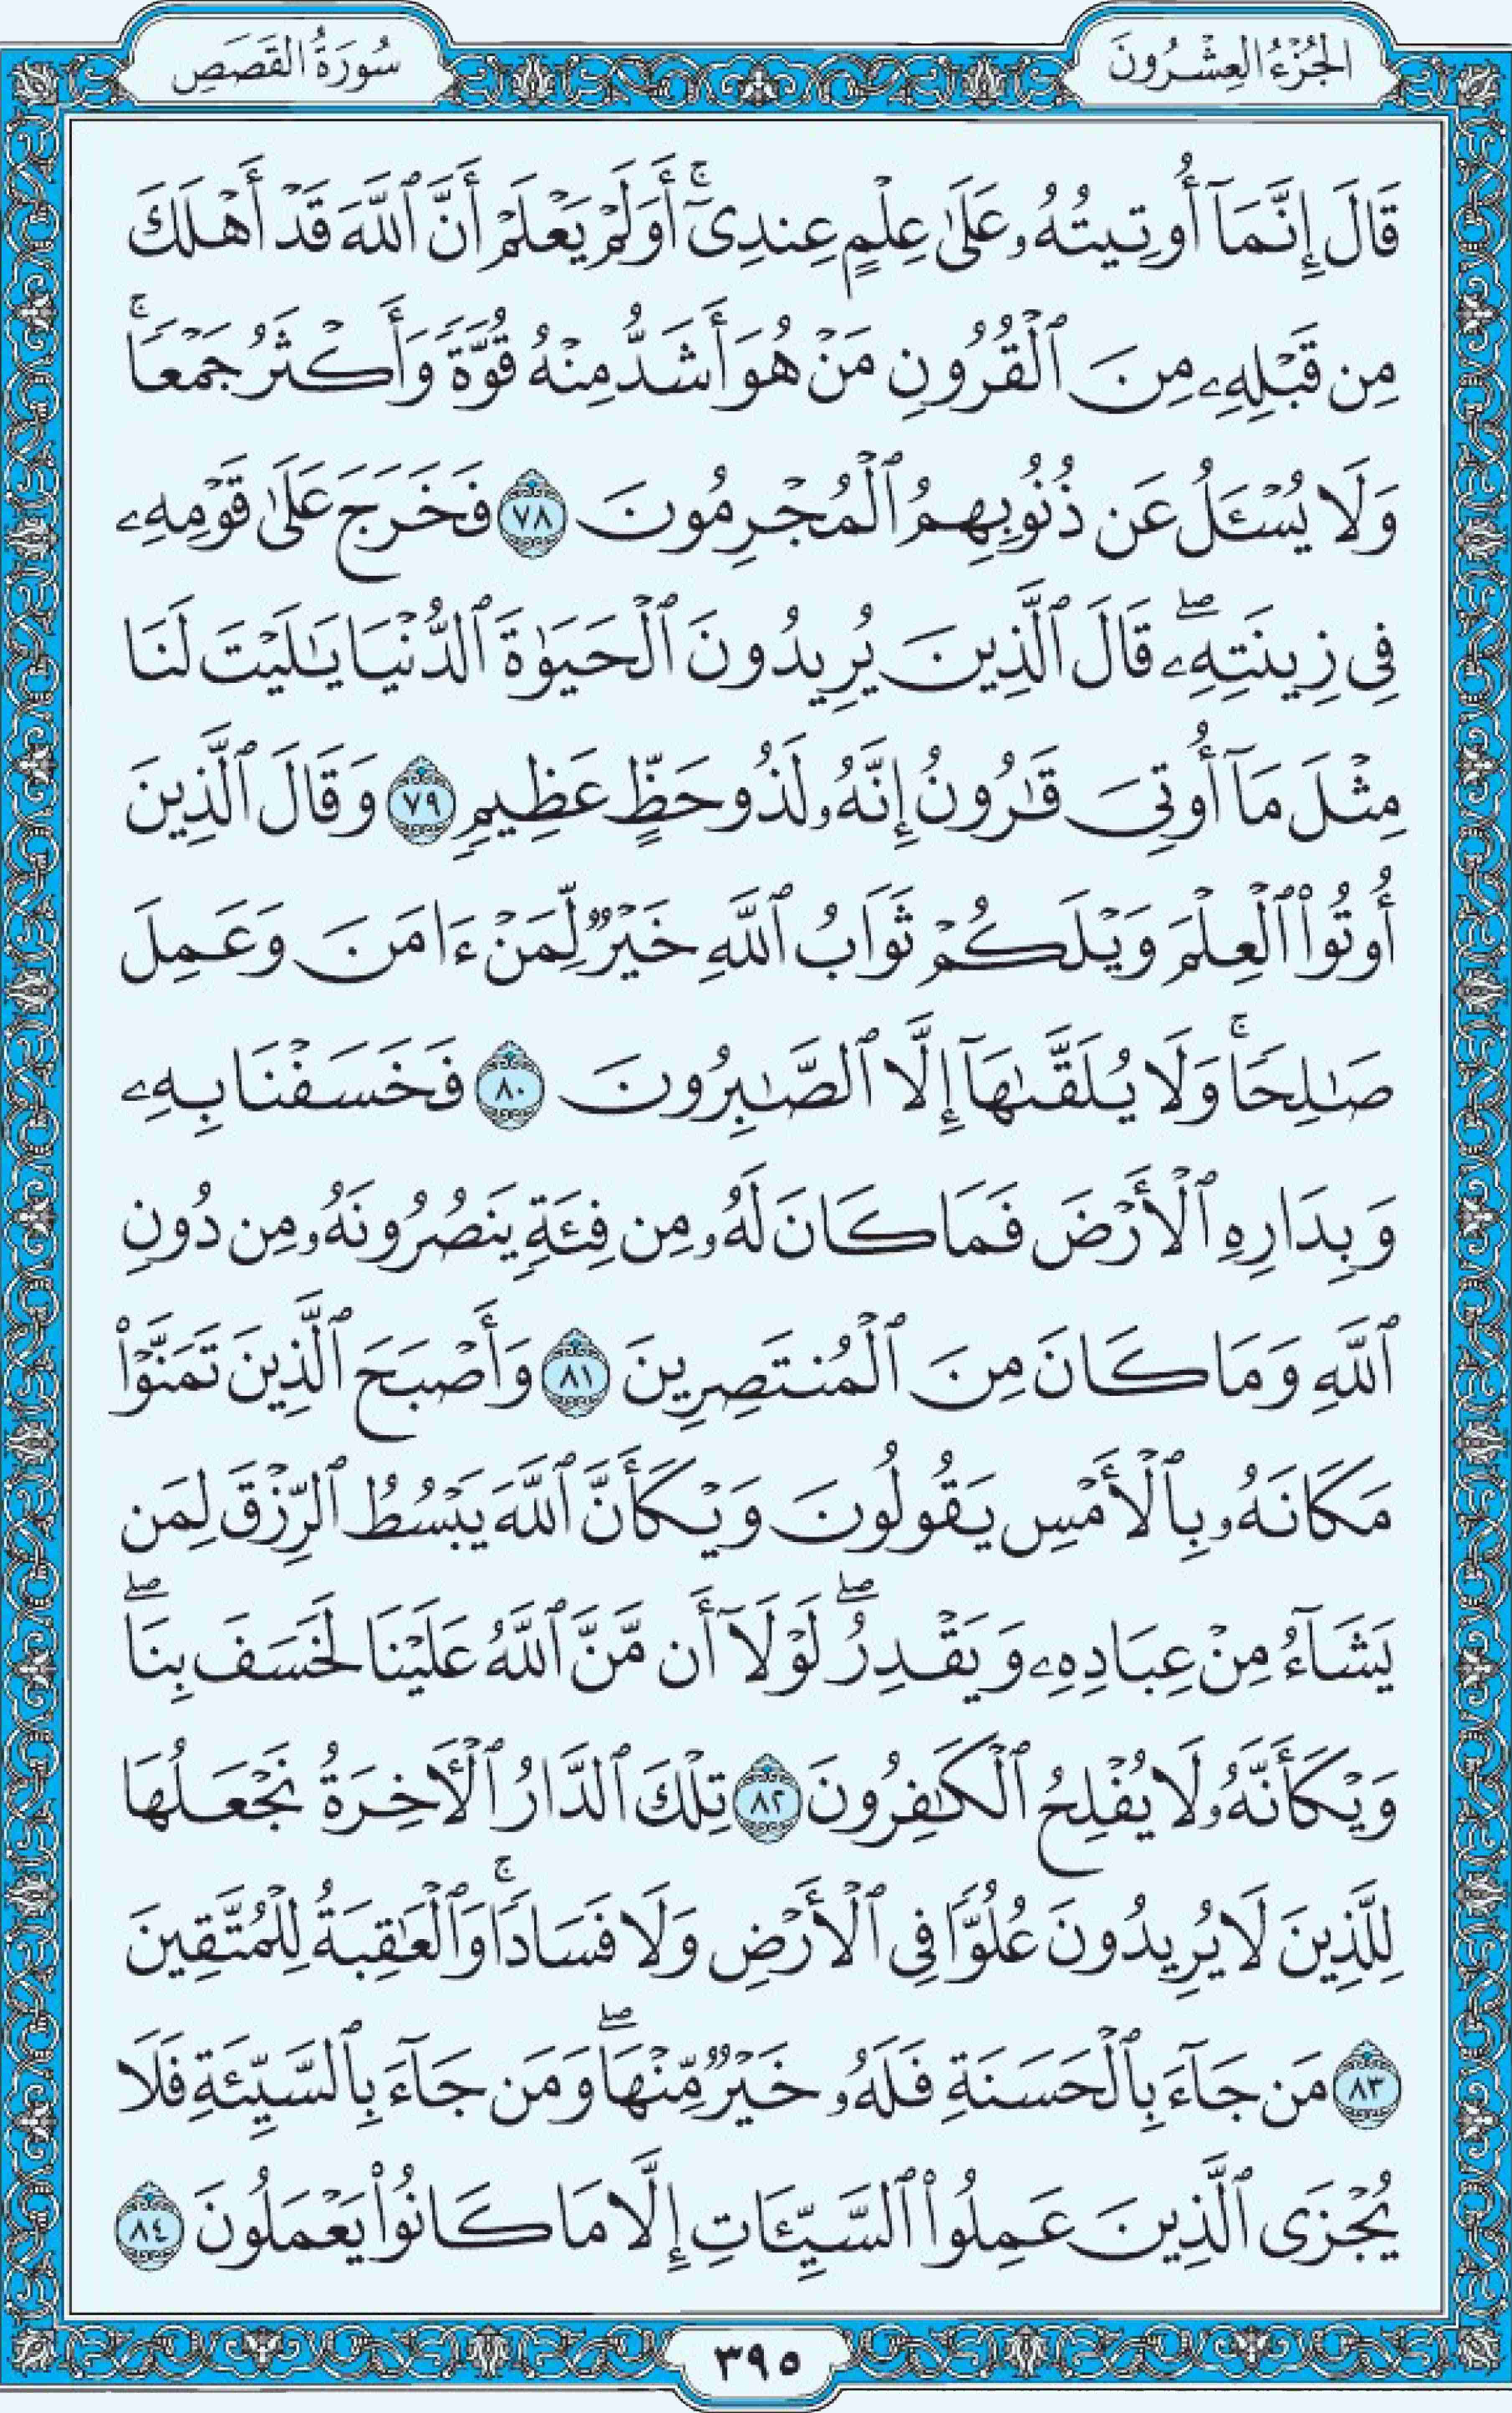 الجُزْءُ العِشْرُونَ
سُورَةُ القَصَصِ
قَالَ إِنَّمَآ أُوتِيتُهُۥ عَلَىٰ عِلْمٍ عِندِىٓۚ أَوَلَمْ يَعْلَمْ أَنَّ ٱللَّهَ قَدْ أَهْلَكَ
مِن قَبْلِهِۦ مِنَ ٱلْقُرُونِ مَنْ هُوَ أَشَدُّ مِنْهُ قُوَّةً وَأَكْثَرُ جَمْعًاۚ
وَلَا يُسْـَٔلُ عَن ذُنُوبِهِمُ ٱلْمُجْرِمُونَ ٧٨ فَخَرَجَ عَلَىٰ قَوْمِهِۦ
فِى زِينَتِهِۦۖ قَالَ ٱلَّذِينَ يُرِيدُونَ ٱلْحَيَوٰةَ ٱلدُّنْيَا يَـٰلَيْتَ لَنَا
مِثْلَ مَآ أُوتِىَ قَـٰرُونُ إِنَّهُۥ لَذُو حَظٍّ عَظِيمٍ ٧٩ وَقَالَ ٱلَّذِينَ
أُوتُوا۟ ٱلْعِلْمَ وَيْلَكُمْ ثَوَابُ ٱللَّهِ خَيْرٌ لِّمَنْ ءَامَنَ وَعَمِلَ
صَـٰلِحًاۚ وَلَا يُلَقَّىٰهَآ إِلَّا ٱلصَّـٰبِرُونَ ٨٠ فَخَسَفْنَا بِهِۦ
وَبِدَارِهِ ٱلْأَرْضَ فَمَا كَانَ لَهُۥ مِن فِئَةٍ يَنصُرُونَهُۥ مِن دُونِ
ٱللَّهِ وَمَا كَانَ مِنَ ٱلْمُنتَصِرِينَ ٨١ وَأَصْبَحَ ٱلَّذِينَ تَمَنَّوْا۟
مَكَانَهُۥ بِٱلْأَمْسِ يَقُولُونَ وَيْكَأَنَّ ٱللَّهَ يَبْسُطُ ٱلرِّزْقَ لِمَن
يَشَآءُ مِنْ عِبَادِهِۦ وَيَقْدِرُۖ لَوْلَآ أَن مَّنَّ ٱللَّهُ عَلَيْنَا لَخَسَفَ بِنَاۖ
وَيْكَأَنَّهُۥ لَا يُفْلِحُ ٱلْكَـٰفِرُونَ ٨٢ تِلْكَ ٱلدَّارُ ٱلْـَٔاخِرَةُ نَجْعَلُهَا
لِلَّذِينَ لَا يُرِيدُونَ عُلُوًّا فِى ٱلْأَرْضِ وَلَا فَسَادًاۚ وَٱلْعَـٰقِبَةُ لِلْمُتَّقِينَ
٨٣ مَن جَآءَ بِٱلْحَسَنَةِ فَلَهُۥ خَيْرٌ مِّنْهَاۖ وَمَن جَآءَ بِٱلسَّيِّئَةِ فَلَا
يُجْزَى ٱلَّذِينَ عَمِلُوا۟ ٱلسَّيِّـَٔاتِ إِلَّا مَا كَانُوا۟ يَعْمَلُونَ ٨٤
٣٩٥